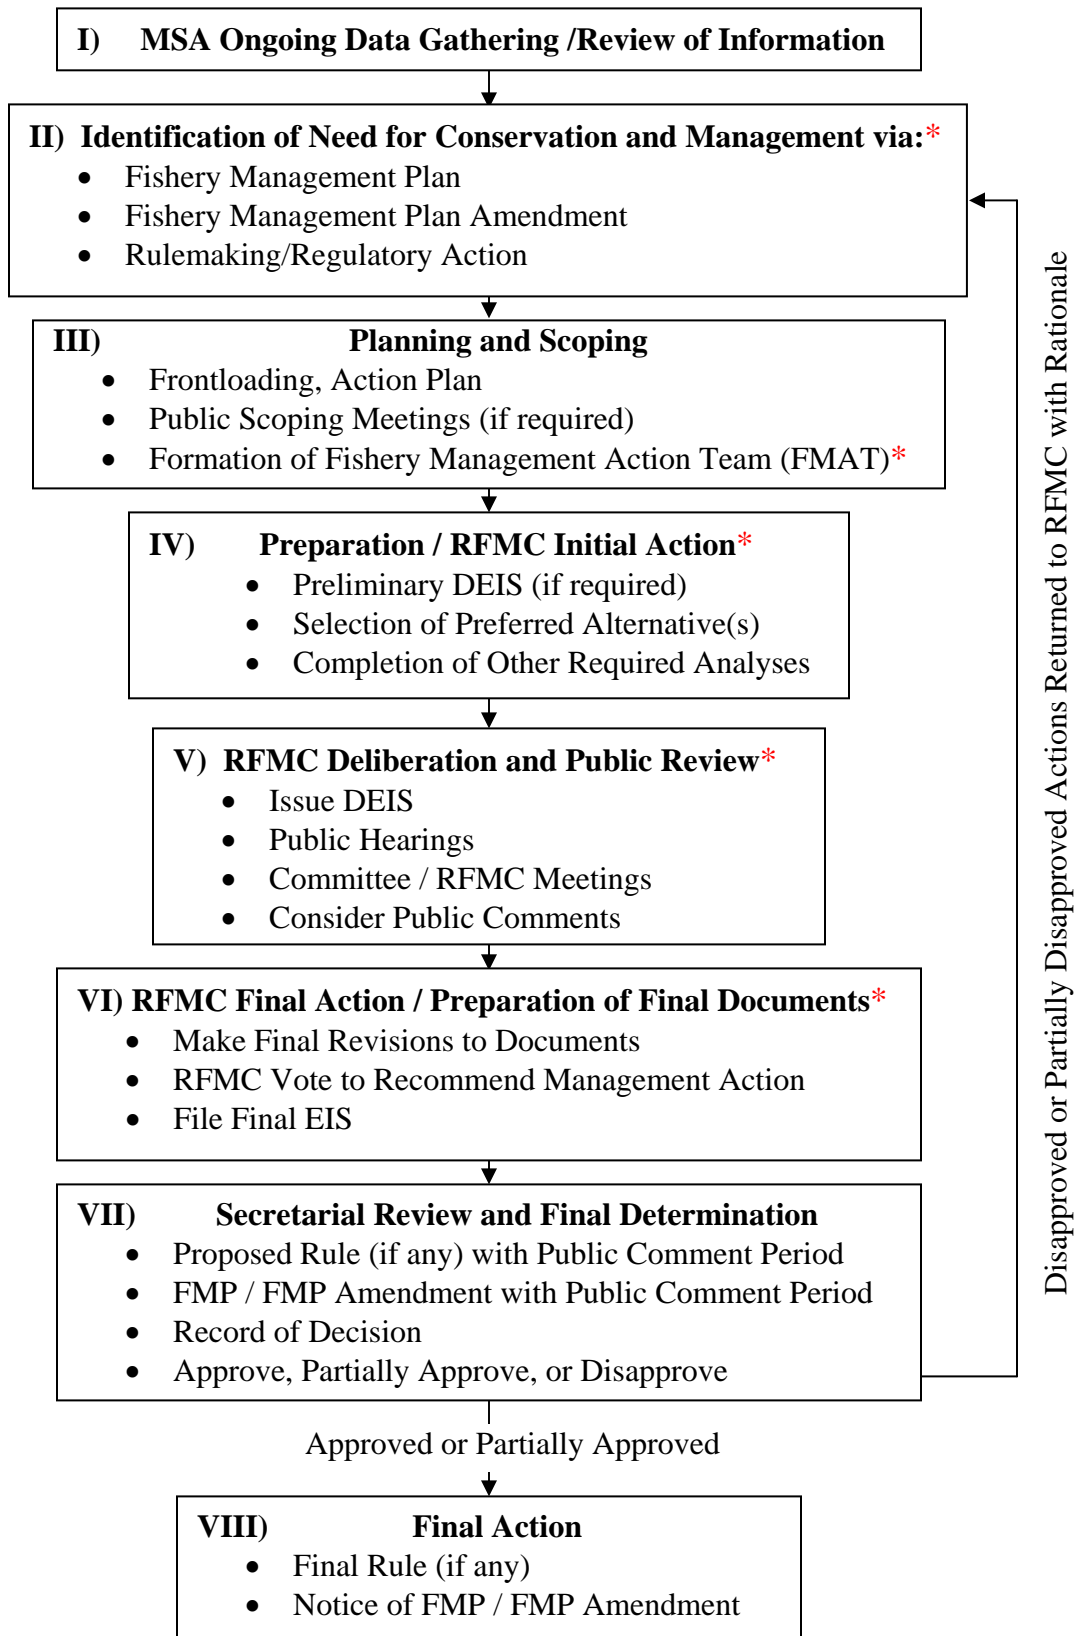 I) MSA Ongoing Data Gathering /Review of Information
II) Identification of Need for Conservation and Management via:*
• Fishery Management Plan
• Fishery Management Plan Amendment
• Rulemaking/Regulatory Action
III) Planning and Scoping
• Frontloading, Action Plan
• Public Scoping Meetings (if required)
• Formation of Fishery Management Action Team (FMAT)*
IV) Preparation / RFMC Initial Action*
• Preliminary DEIS (if required)
• Selection of Preferred Alternative(s)
• Completion of Other Required Analyses
V) RFMC Deliberation and Public Review*
• Issue DEIS
• Public Hearings
• Committee / RFMC Meetings
• Consider Public Comments
VI) RFMC Final Action / Preparation of Final Documents*
• Make Final Revisions to Documents
• RFMC Vote to Recommend Management Action
• File Final EIS
VII) Secretarial Review and Final Determination
• Proposed Rule (if any) with Public Comment Period
• FMP / FMP Amendment with Public Comment Period
• Record of Decision
• Approve, Partially Approve, or Disapprove
Approved or Partially Approved
VIII) Final Action
• Final Rule (if any)
• Notice of FMP / FMP Amendment
Disapproved or Partially Disapproved Actions Returned to RFMC with Rationale